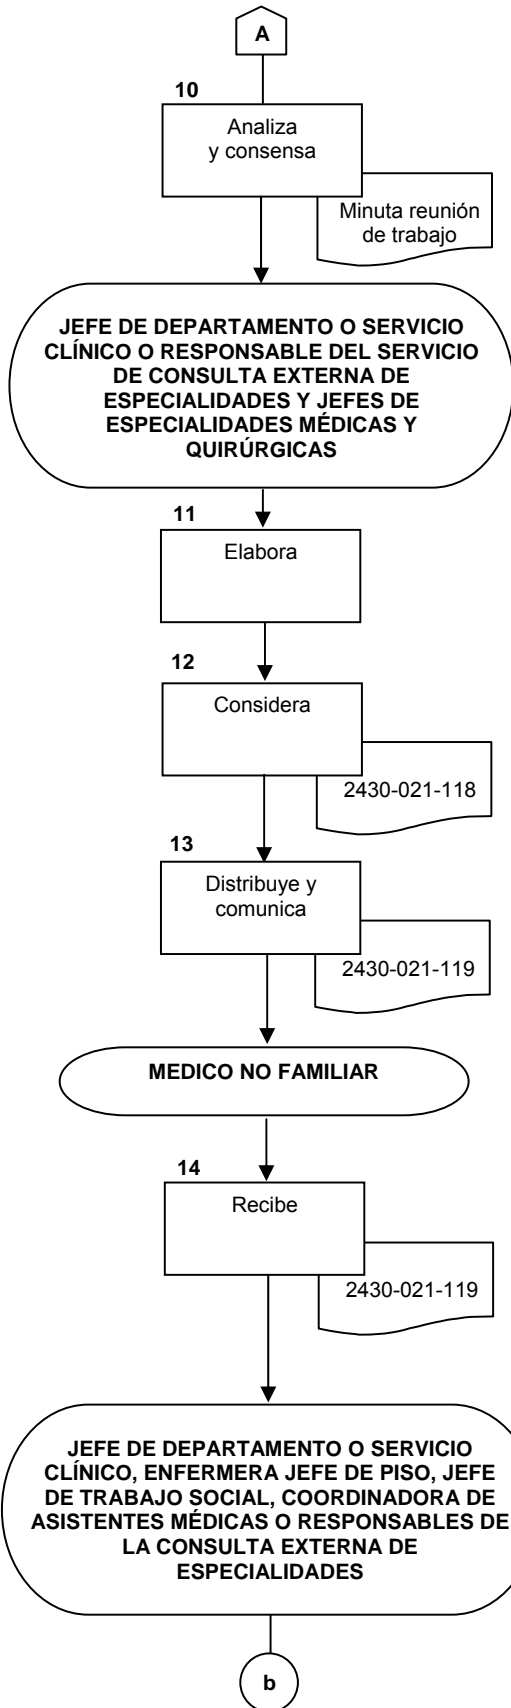 A
10
Analiza
y consensa
Minuta reunión
de trabajo
JEFE DE DEPARTAMENTO O SERVICIO
CLÍNICO O RESPONSABLE DEL SERVICIO
DE CONSULTA EXTERNA DE
ESPECIALIDADES Y JEFES DE
ESPECIALIDADES MÉDICAS Y
QUIRÚRGICAS
11
Elabora
12
Considera
2430-021-118
13
Distribuye y
comunica
2430-021-119
MEDICO NO FAMILIAR
14
Recibe
2430-021-119
JEFE DE DEPARTAMENTO O SERVICIO
CLÍNICO, ENFERMERA JEFE DE PISO, JEFE
DE TRABAJO SOCIAL, COORDINADORA DE
ASISTENTES MÉDICAS O RESPONSABLES DE
LA CONSULTA EXTERNA DE
ESPECIALIDADES
b